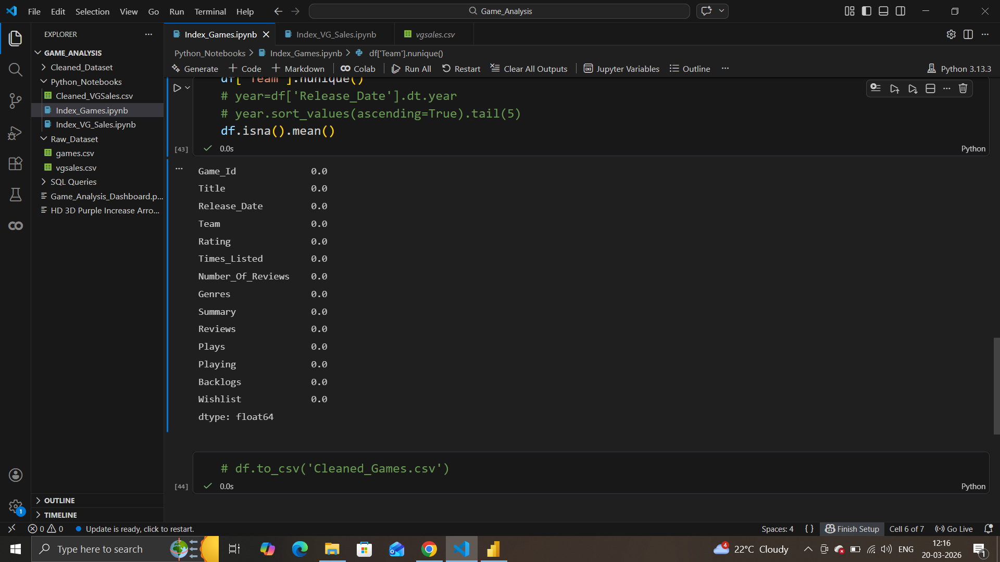 File Edit Selection View Go Run Terminal Help
Game_Analysis
EXPLORER
Index_Games.ipynb
Index_VG_Sales.ipynb
vgsales.csv
GAME_ANALYSIS
Cleaned_Dataset
Python_Notebooks
Cleaned_VGSales.csv
Index_Games.ipynb
Index_VG_Sales.ipynb
Raw_Dataset
games.csv
vgsales.csv
SQL Queries
Game_Analysis_Dashboard.p...
HD 3D Purple Increase Arro...
OUTLINE
TIMELINE
Python_Notebooks > Index_Games.ipynb > df['Team'].nunique()
Generate + Code + Markdown Colab Run All Restart Clear All Outputs Jupyter Variables Outline ... Python 3.13.3
df['Team'].nunique()
# year=df['Release_Date'].dt.year
# year.sort_values(ascending=True).tail(5)
df.isna().mean()
[43] 0.0s Python
Game_Id 0.0
Title 0.0
Release_Date 0.0
Team 0.0
Rating 0.0
Times_Listed 0.0
Number_Of_Reviews 0.0
Genres 0.0
Summary 0.0
Reviews 0.0
Plays 0.0
Playing 0.0
Backlogs 0.0
Wishlist 0.0
dtype: float64
# df.to_csv('Cleaned_Games.csv')
[44] 0.0s Python
1
0 0 Update is ready, click to restart. Spaces: 4 { } Finish Setup Cell 6 of 7 Go Live
Type here to search
4 22°C Cloudy ENG 12:16
20-03-2026
1